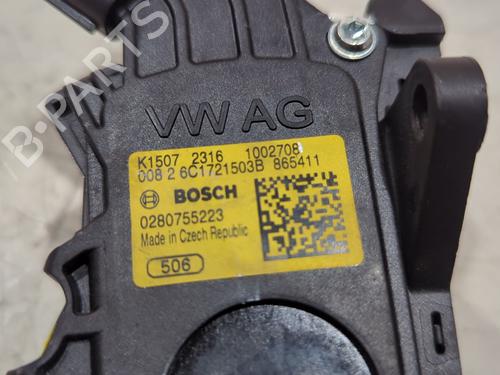 B-PARTS
VW AG
K1507 2316 1002708
008 2 6C1721503B 865411
BOSCH
0280755223
Made in Czech Republic
506